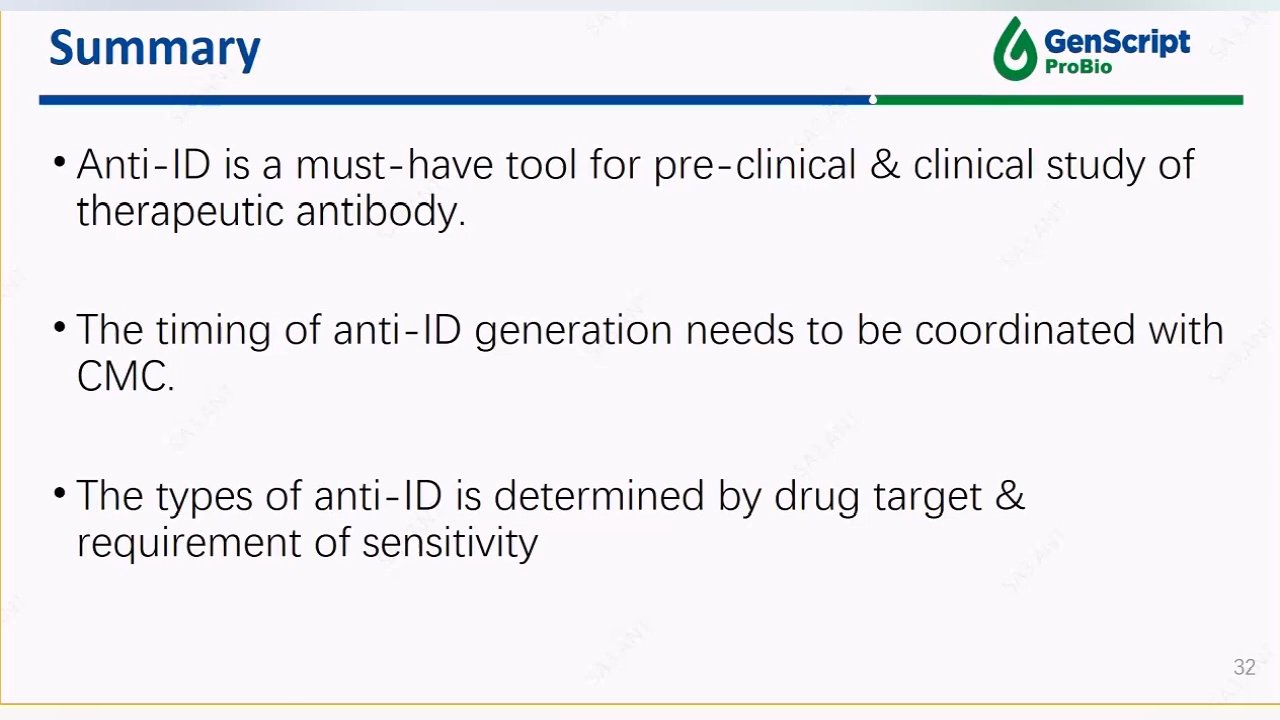 Summary
GenScript
ProBio
• Anti-ID is a must-have tool for pre-clinical & clinical study of
therapeutic antibody.
• The timing of anti-ID generation needs to be coordinated with
CMC.
• The types of anti-ID is determined by drug target &
requirement of sensitivity
32